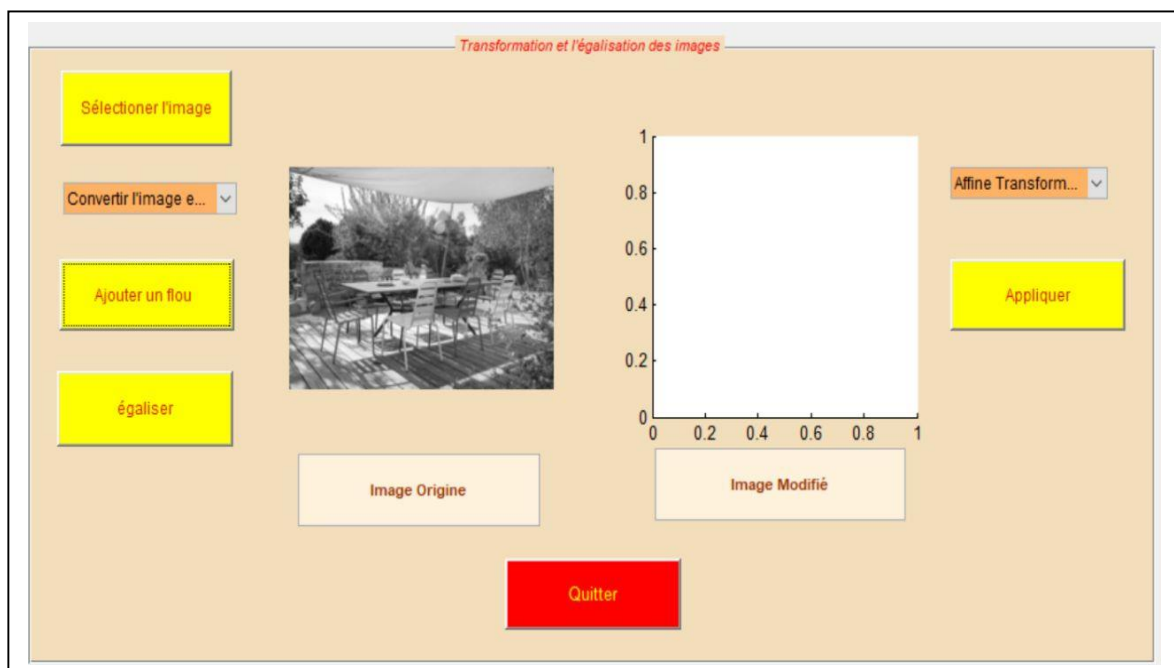 Transformation et l'égalisation des images
Sélectioner l'image
Convertir l'image e...
Ajouter un flou
égaliser
Image Origine
1
0.8
0.6
0.4
0.2
0
0 0.2 0.4 0.6 0.8 1
Image Modifié
Affine Transform...
Appliquer
Quitter